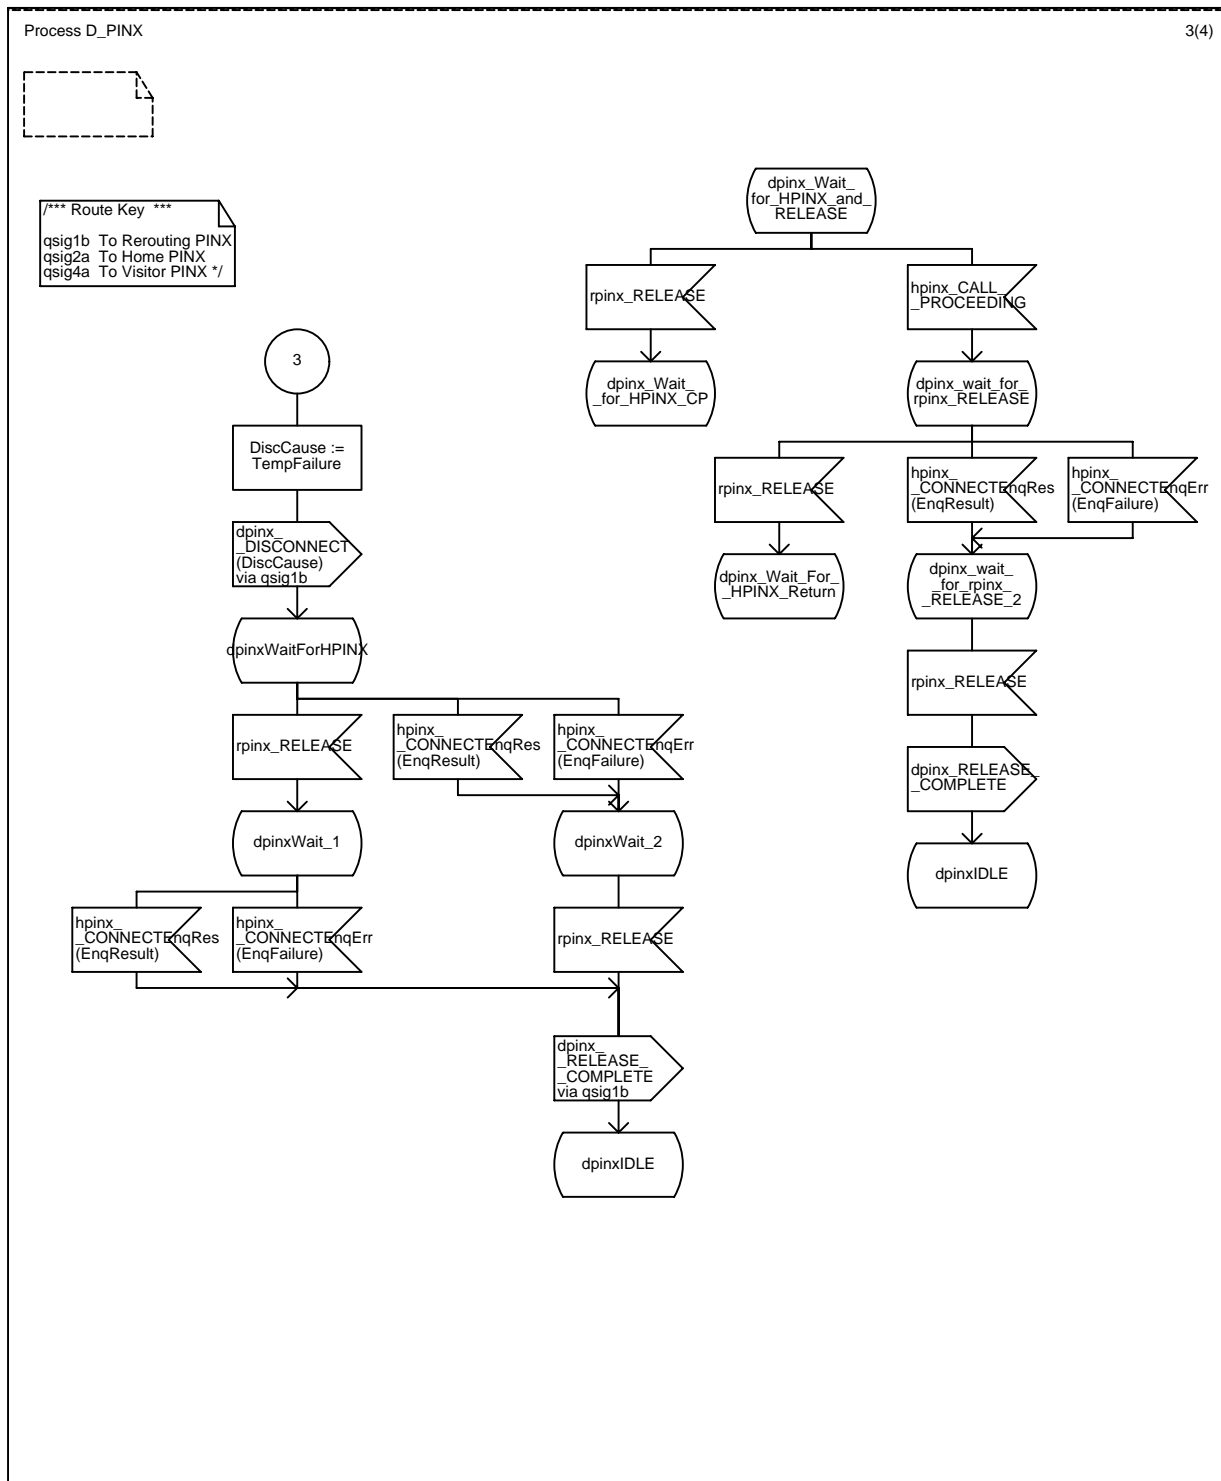 Process D_PINX
3(4)
/*** Route Key ***
qsig1b To Rerouting PINX
qsig2a To Home PINX
qsig4a To Visitor PINX */
3
DiscCause :=
TempFailure
dpinx_
_DISCONNECT
(DiscCause)
via qsig1b
dpinxWaitForHPINX
rpinx_RELEASE
hpinx_
_CONNECTEnqRes
(EnqResult)
hpinx_
_CONNECTEnqErr
(EnqFailure)
dpinxWait_1
dpinxWait_2
hpinx_
_CONNECTEnqRes
(EnqResult)
hpinx_
_CONNECTEnqErr
(EnqFailure)
rpinx_RELEASE
dpinx_
_RELEASE_
_COMPLETE
via qsig1b
dpinxIDLE
dpinx_Wait_
for_HPINX_and_
RELEASE
rpinx_RELEASE
hpinx_CALL_
_PROCEEDING
dpinx_Wait_
_for_HPINX_CP
dpinx_wait_for_
rpinx_RELEASE
rpinx_RELEASE
hpinx_
_CONNECTEnqRes
(EnqResult)
hpinx_
_CONNECTEnqErr
(EnqFailure)
dpinx_Wait_For_
_HPINX_Return
dpinx_wait_
_for_rpinx_
_RELEASE_2
rpinx_RELEASE
dpinx_RELEASE_
_COMPLETE
dpinxIDLE